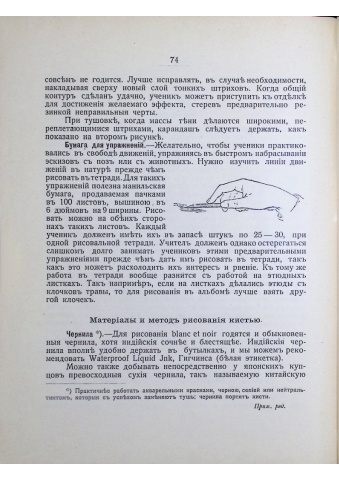 74
совсѣмъ не годится. Лучше исправлять, въ случаѣ необходимости,
накладывая сверху новый слой тонкихъ штриховъ. Когда общій
контуръ сдѣланъ удачно, ученикъ можетъ приступить къ отдѣлкѣ
для достиженія желаемаго эффекта, стеревъ предварительно ре-
зинкой неправильныя черты.
При тушовкѣ, когда массы тѣни дѣлаются широкими, пе-
реплетающимися штрихами, карандашъ слѣдуетъ держать, какъ
показано на второмъ рисункѣ.
Бумага для упражненій.—Желательно, чтобы ученики практико-
вались въ свободѣ движеній, упражняясь въ быстромъ набрасываніи
эскизовъ съ позъ или съ животныхъ. Нужно изучить линіи
движеній въ натурѣ прежде чѣмъ
рисовать въ тетради. Для такихъ
упражненій полезна манильская
бумага, продаваемая пачками
въ 100 листовъ, вышиною въ
6 дюймовъ на 9 ширины. Рисо-
вать можно на обѣихъ сторо-
нахъ такихъ листовъ. Каждый
ученикъ долженъ имѣть ихъ въ запасѣ штукъ по 25—30, при
одной рисовальной тетради. Учитель долженъ однако остерегаться
слишкомъ долго занимать учениковъ этими предварительными
упражненіями прежде чѣмъ дать имъ рисовать въ тетради, такъ
какъ это можетъ расхолодить ихъ интересъ и рвеніе. Къ тому же
работа въ тетради вообще разнится съ работой на этюдныхъ
листкахъ. Такъ напримѣръ, если на листкахъ дѣлались этюды съ
клочковъ травы, то для рисованія въ альбомѣ лучше взять дру-
гой клочекъ.
Матеріалы и методъ рисованія кистью.
Чернила *).—Для рисованія blanc et noir годятся и обыкновен-
ныя чернила, хотя индійскія сочнѣе и блестящѣе. Индійскія чер-
нила вполнѣ удобно держать въ бутылкахъ, и мы можемъ реко-
мендовать Waterproof Liquid Jnk, Гигинса (бѣлая этикетка).
Можно также добывать непосредственно у японскихъ куп-
цовъ превосходныя сухія чернила, такъ называемую китайскую
*) Практичнѣе работать акварельными красками, черною, сепіей или нейтраль-
тинтомъ, которыя съ успѣхомъ замѣняютъ тушь; чернила портятъ кисти.
Прим. ред.